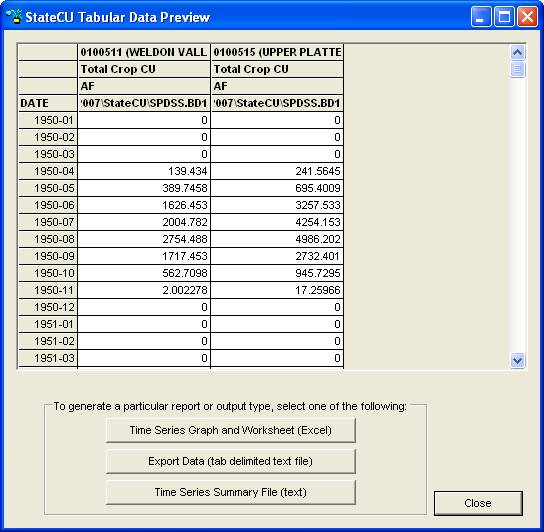 StateCU Tabular Data Preview
0100511 (WELDON VALL 0100515 (UPPER PLATTE
Total Crop CU Total Crop CU
AF AF
DATE '007\StateCU\SPDSS.BD1 '007\StateCU\SPDSS.BD1
1950-01 0 0
1950-02 0 0
1950-03 0 0
1950-04 139.434 241.5645
1950-05 389.7458 695.4009
1950-06 1626.453 3257.533
1950-07 2004.782 4254.153
1950-08 2754.488 4986.202
1950-09 1717.453 2732.401
1950-10 562.7098 945.7295
1950-11 2.002278 17.25966
1950-12 0 0
1951-01 0 0
1951-02 0 0
1951-03 0 0
To generate a particular report or output type, select one of the following:
Time Series Graph and Worksheet (Excel)
Export Data (tab delimited text file)
Time Series Summary File (text)
Close